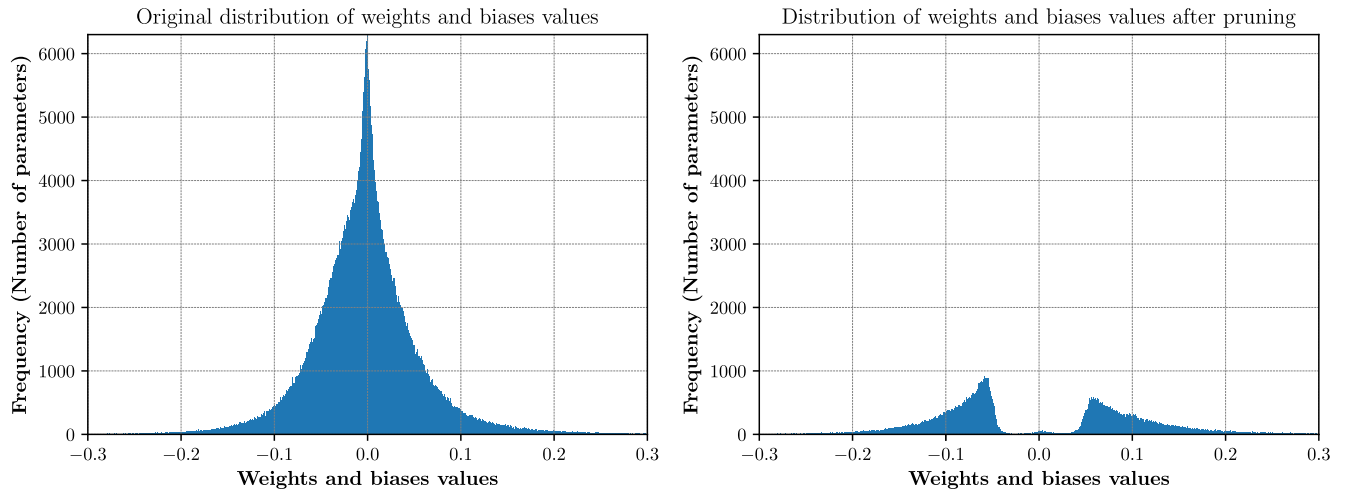 Original distribution of weights and biases values
Frequency (Number of parameters)
6000
5000
4000
3000
2000
1000
0
−0.3 −0.2 −0.1 0.0 0.1 0.2 0.3
Weights and biases values
Distribution of weights and biases values after pruning
Frequency (Number of parameters)
6000
5000
4000
3000
2000
1000
0
−0.3 −0.2 −0.1 0.0 0.1 0.2 0.3
Weights and biases values